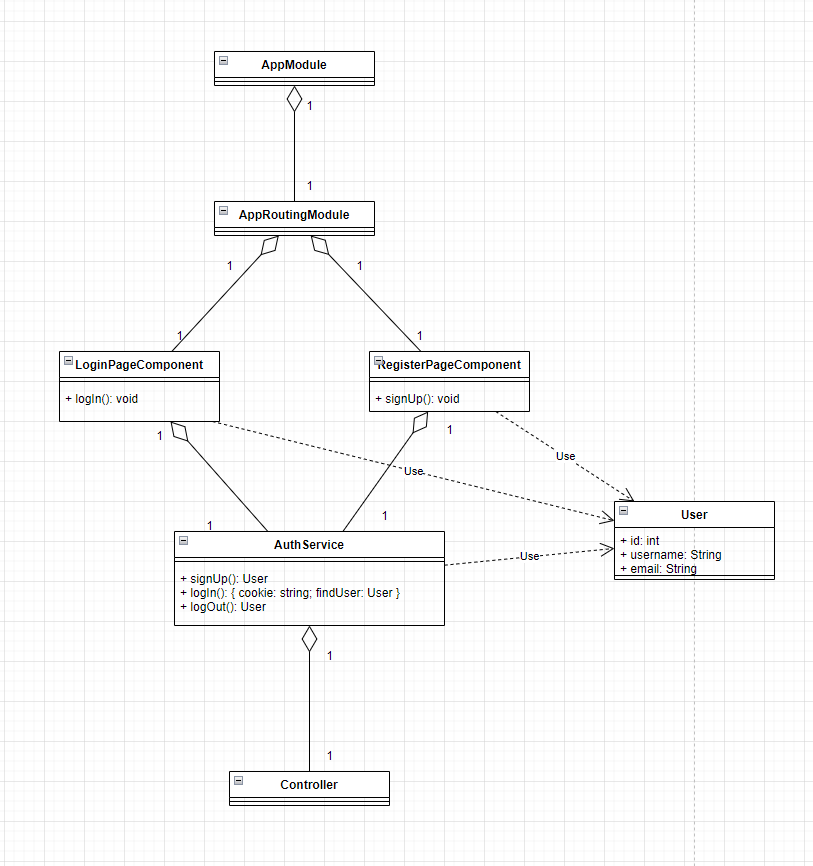 AppModule
1
1
AppRoutingModule
1
1
1
1
LoginPageComponent
+ logIn(): void
RegisterPageComponent
+ signUp(): void
1
1
Use
Use
1
1
AuthService
+ signUp(): User
+ logIn(): { cookie: string; findUser: User }
+ logOut(): User
Use
User
+ id: int
+ username: String
+ email: String
1
1
Controller